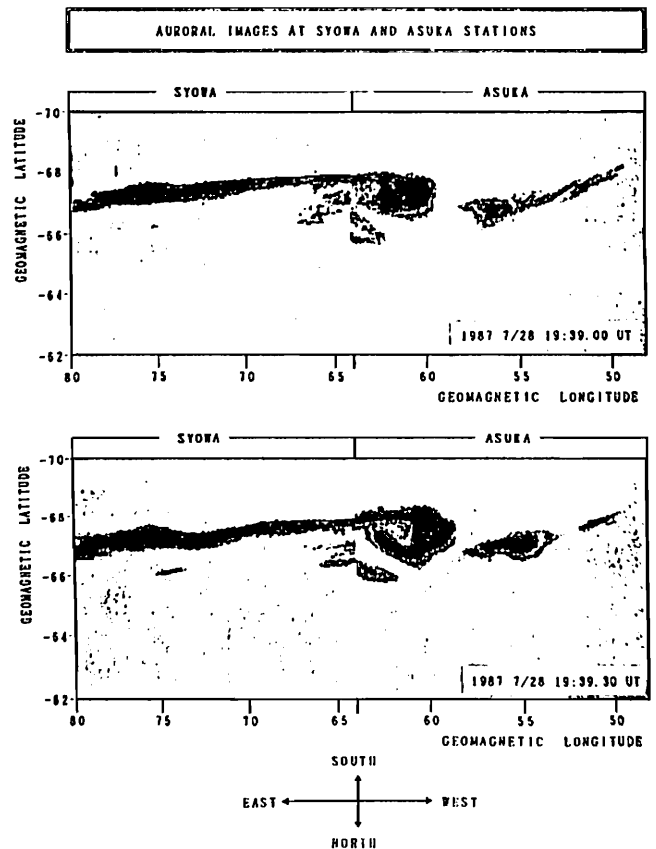 AURORAL IMAGES AT SYOWA AND ASUKA STATIONS
SYOWA ASUKA
-70
-68
-66
-64
-62
GEOMAGNETIC LATITUDE
1987 7/28 19:39.00 UT
80 75 70 65 60 55 50
GEOMAGNETIC LONGITUDE
SYOWA ASUKA
-70
-68
-66
-64
-62
GEOMAGNETIC LATITUDE
1987 7/28 19:39.30 UT
80 75 70 65 60 55 50
GEOMAGNETIC LONGITUDE
SOUTH
EAST WEST
NORTH